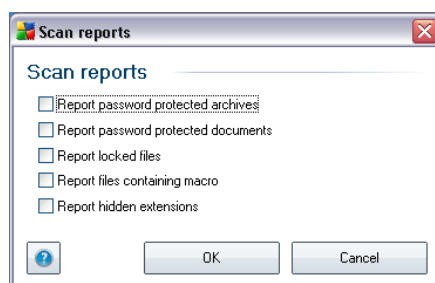 Scan reports
Scan reports
Report password protected archives
Report password protected documents
Report locked files
Report files containing macro
Report hidden extensions
?
OK
Cancel